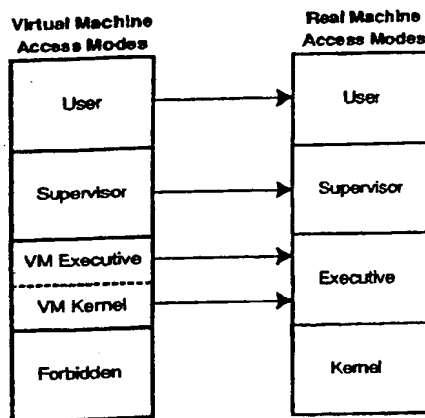 Virtual Machine
Access Modes
User
Supervisor
VM Executive
VM Kernel
Forbidden
Real Machine
Access Modes
User
Supervisor
Executive
Kernel